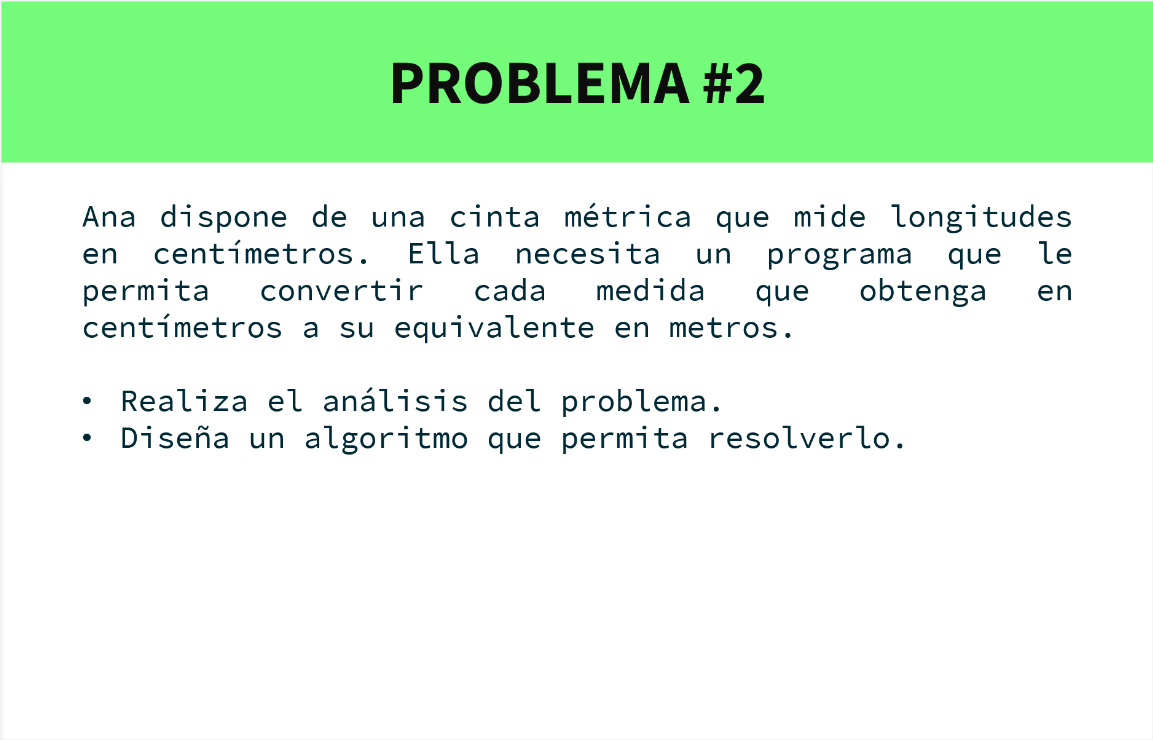 PROBLEMA #2
Ana dispone de una cinta métrica que mide longitudes
en centímetros. Ella necesita un programa que le
permita convertir cada medida que obtenga en
centímetros a su equivalente en metros.
• Realiza el análisis del problema.
• Diseña un algoritmo que permita resolverlo.